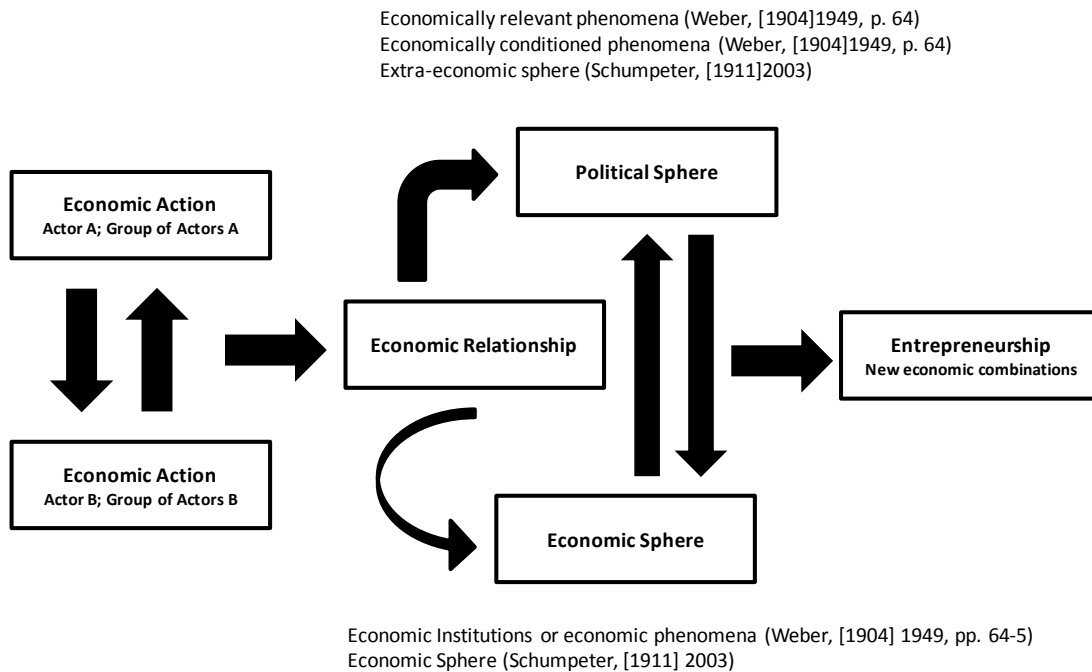 Economically relevant phenomena (Weber, [1904]1949, p. 64)
Economically conditioned phenomena (Weber, [1904]1949, p. 64)
Extra-economic sphere (Schumpeter, [1911]2003)
Political Sphere
Economic Action
Actor A; Group of Actors A
Economic Relationship
Entrepreneurship
New economic combinations
Economic Action
Actor B; Group of Actors B
Economic Sphere
Economic Institutions or economic phenomena (Weber, [1904] 1949, pp. 64-5)
Economic Sphere (Schumpeter, [1911] 2003)